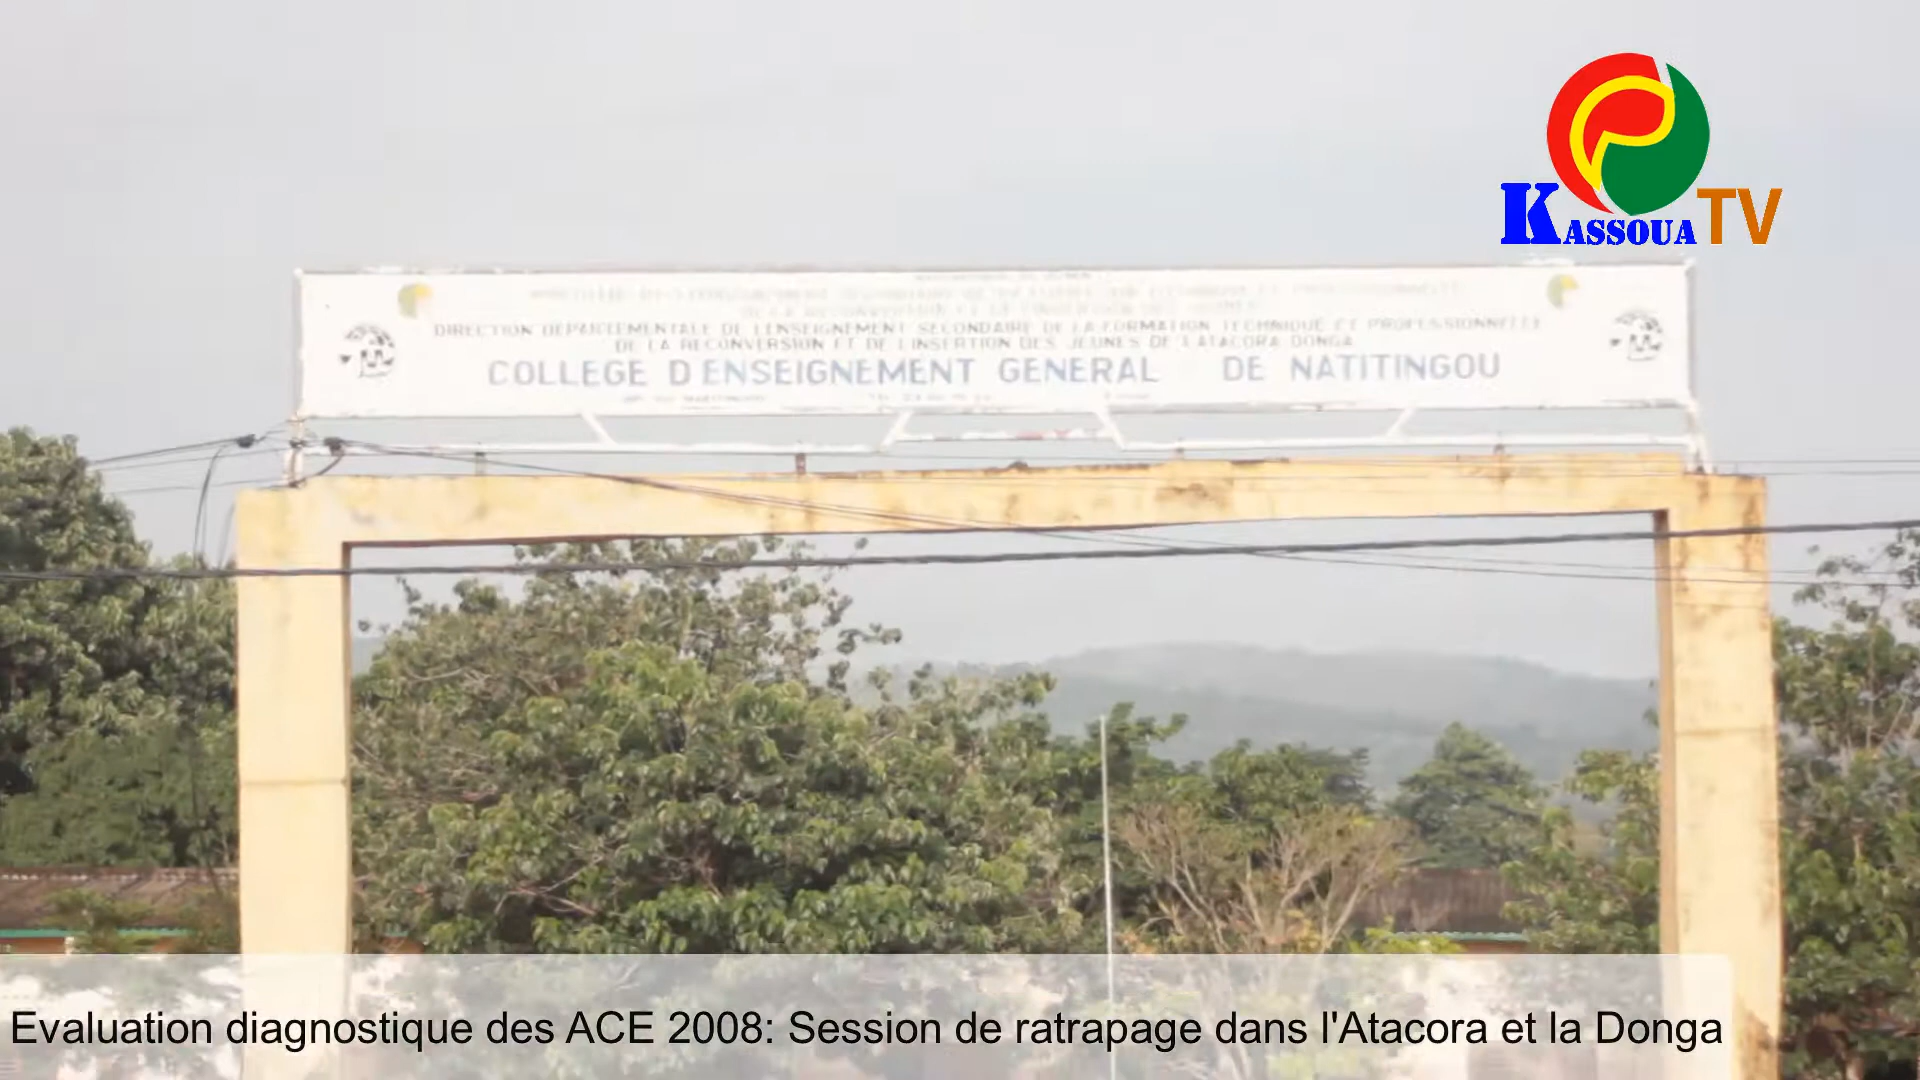 KASSOUA TV
DIRECTION DEPARTEMENTALE DE L'ENSEIGNEMENT SECONDAIRE DE LA FORMATION TECHNIQUE ET PROFESSIONNELLE
DE LA RECONVERSION ET DE L'INSERTION DES JEUNES DE L'ATACORA DONGA
COLLEGE D'ENSEIGNEMENT GENERAL DE NATITINGOU
Evaluation diagnostique des ACE 2008: Session de ratrapage dans l'Atacora et la Donga